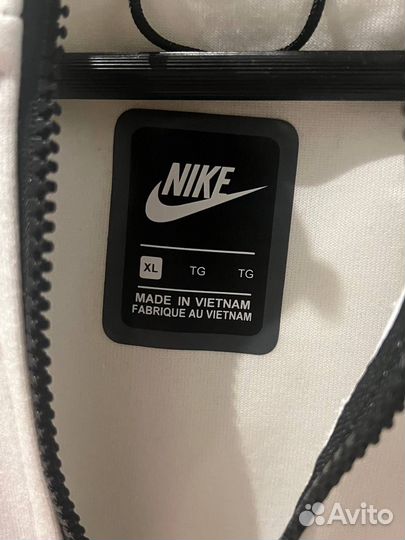 NIKE
XL TG TG
MADE IN VIETNAM
FABRIQUE AU VIETNAM
Avito